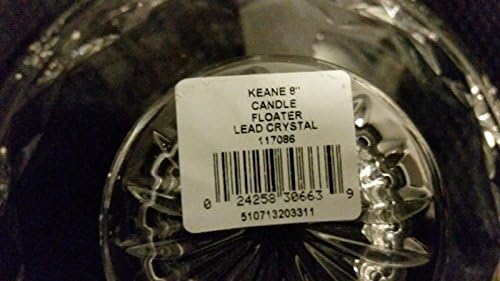 KEANE 8"
CANDLE
FLOATER
LEAD CRYSTAL
117086
0 24258 30663 9
510713203311